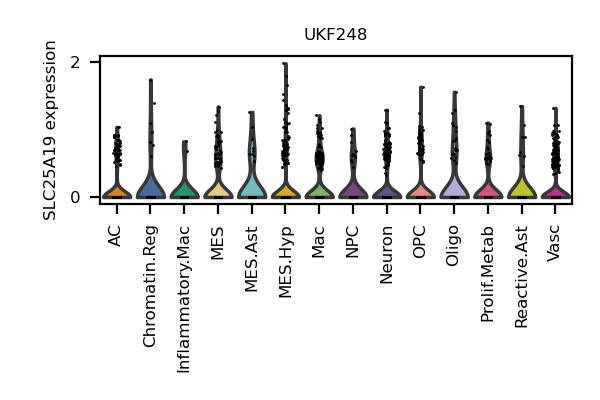 UKF248
SLC25A19 expression
2
0
AC
Chromatin.Reg
Inflammatory.Mac
MES
MES.Ast
MES.Hyp
Mac
NPC
Neuron
OPC
Oligo
Prolif.Metab
Reactive.Ast
Vasc